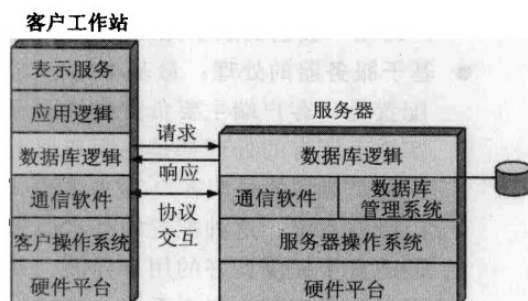 客户工作站
表示服务
应用逻辑
数据库逻辑
通信软件
客户操作系统
硬件平台
请求
响应
协议
交互
服务器
数据库逻辑
通信软件
数据库
管理系统
服务器操作系统
硬件平台